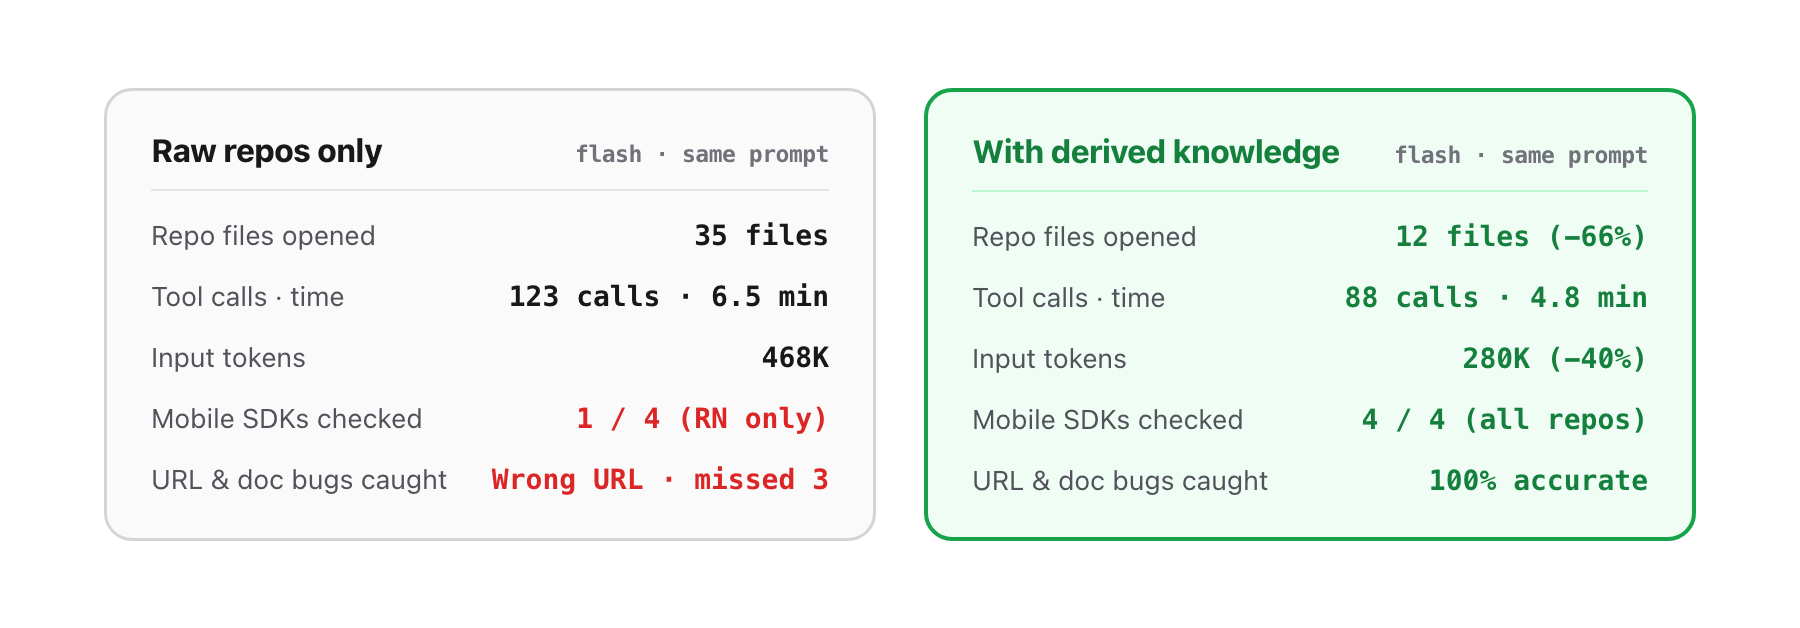 Raw repos only flash · same prompt
Repo files opened 35 files
Tool calls · time 123 calls · 6.5 min
Input tokens 468K
Mobile SDKs checked 1 / 4 (RN only)
URL & doc bugs caught Wrong URL · missed 3
With derived knowledge flash · same prompt
Repo files opened 12 files (−66%)
Tool calls · time 88 calls · 4.8 min
Input tokens 280K (−40%)
Mobile SDKs checked 4 / 4 (all repos)
URL & doc bugs caught 100% accurate